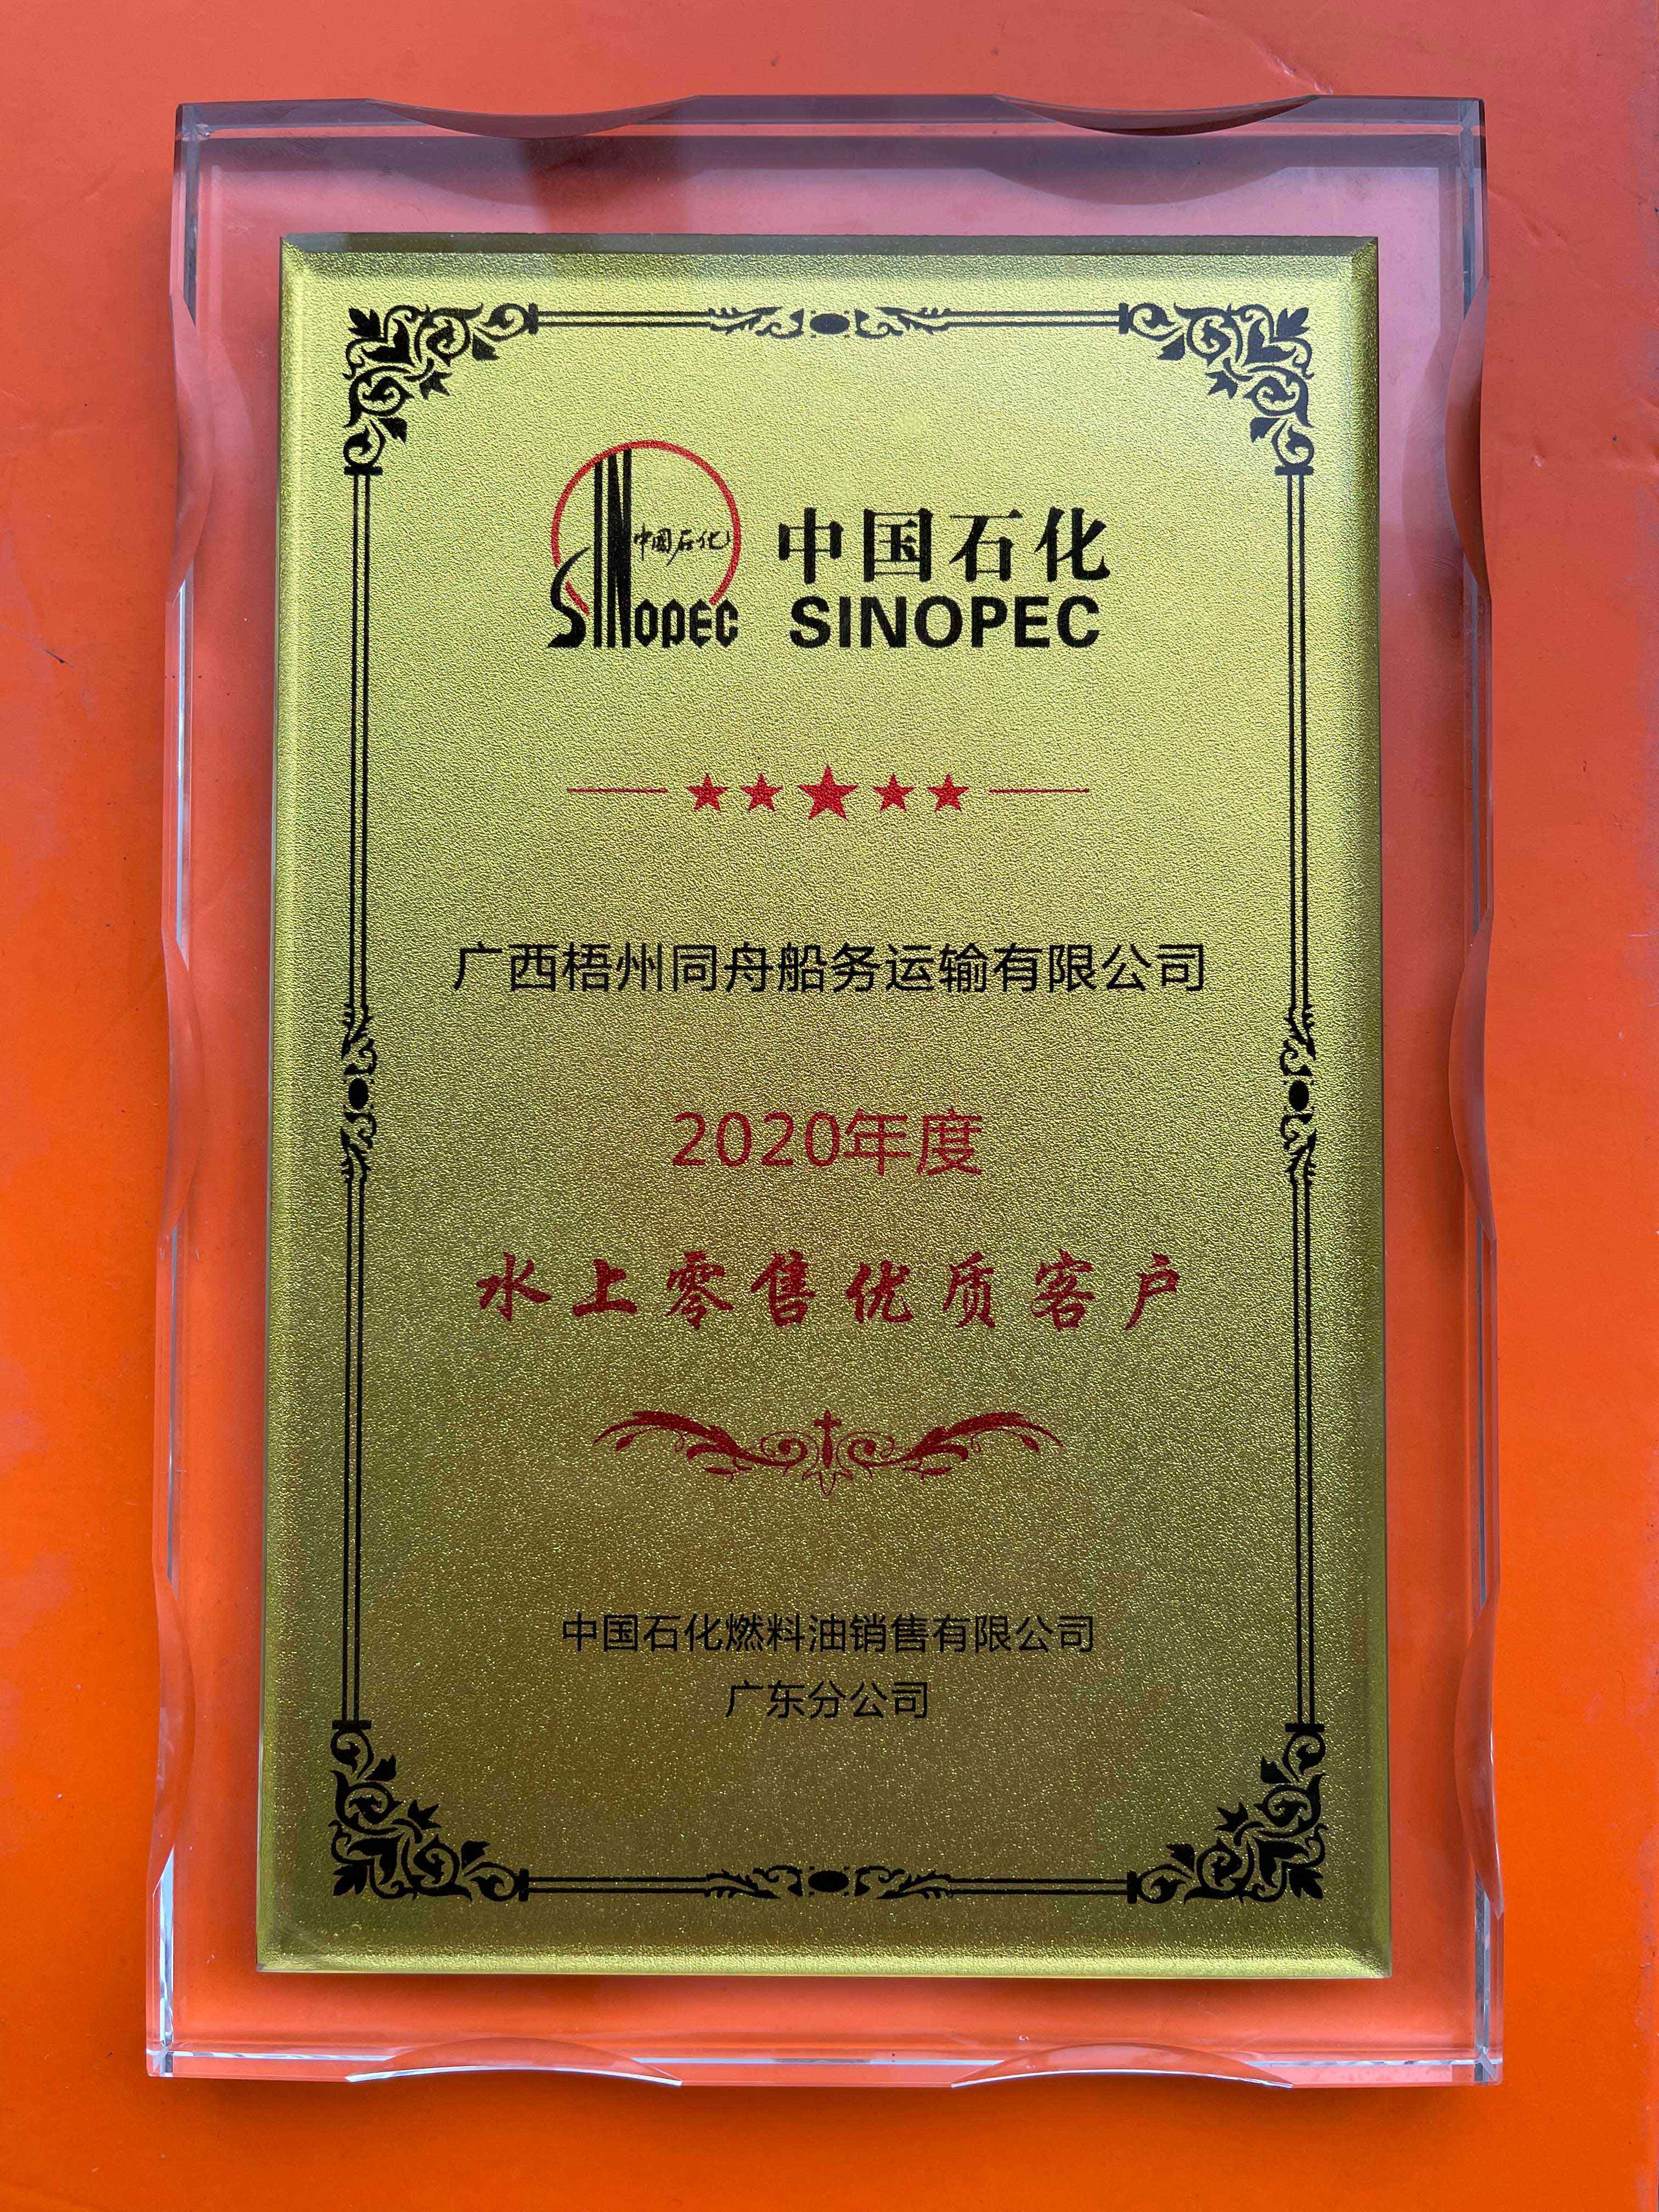 中国石化
SINOPEC
中国石化
SINOPEC
广西梧州同舟船务运输有限公司
2020年度
水上零售优质客户
中国石化燃料油销售有限公司
广东分公司